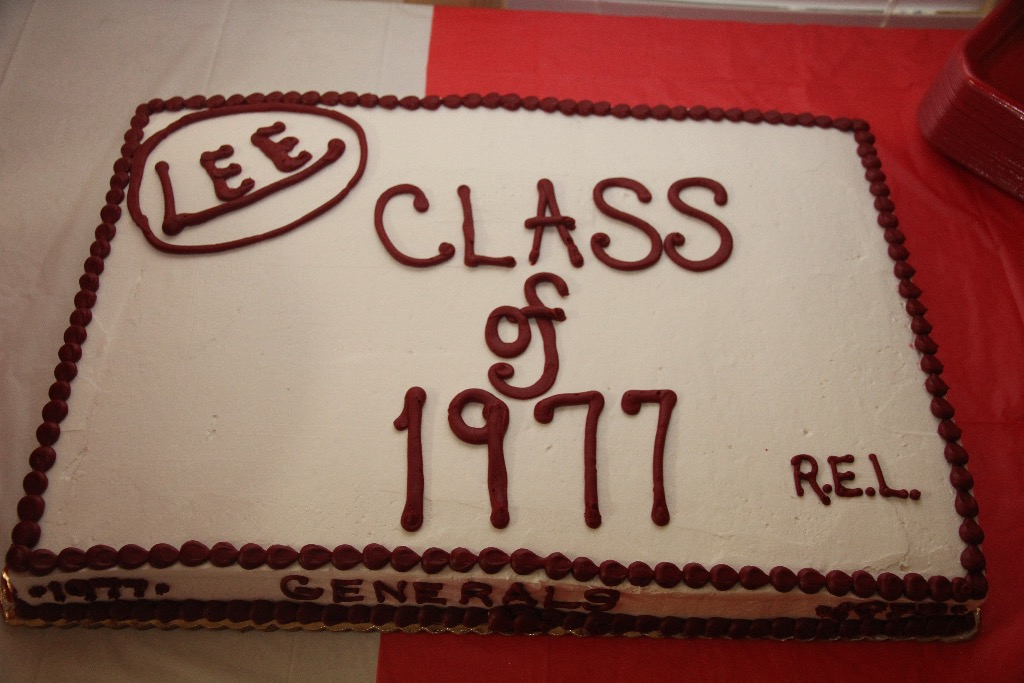 LEE
CLASS
of
1977
R.E.L.
•1977• GENERALS